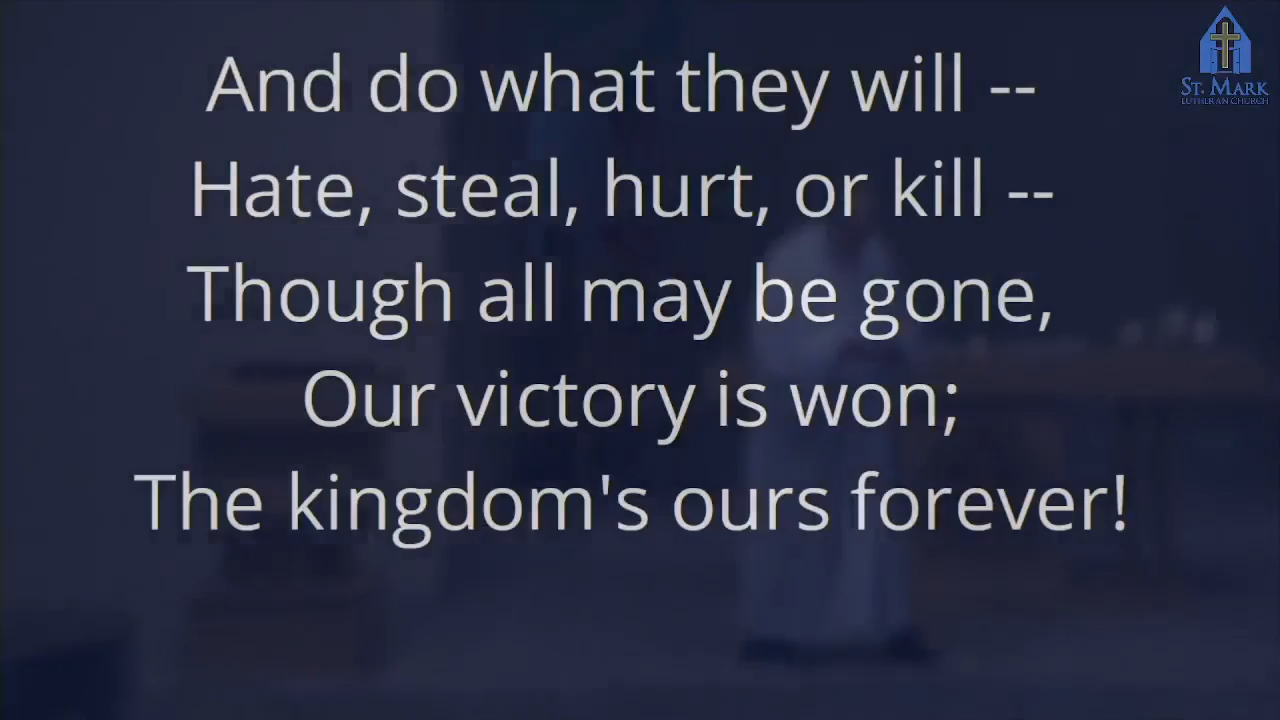 And do what they will --
Hate, steal, hurt, or kill --
Though all may be gone,
Our victory is won;
The kingdom's ours forever!
ST. MARK
LUTHERAN CHURCH